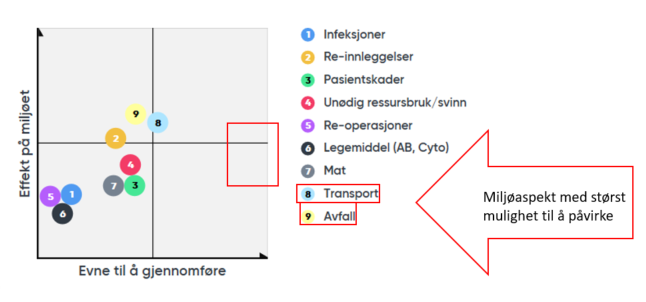 Effekt på miljøet
9
8
2
4
7
3
5
1
6
Evne til å gjennomføre
1 Infeksjoner
2 Re-innleggelser
3 Pasientskader
4 Unødig ressursbruk/svinn
5 Re-operasjoner
6 Legemiddel (AB, Cyto)
7 Mat
8 Transport
9 Avfall
Miljøaspekt med størst
mulighet til å påvirke